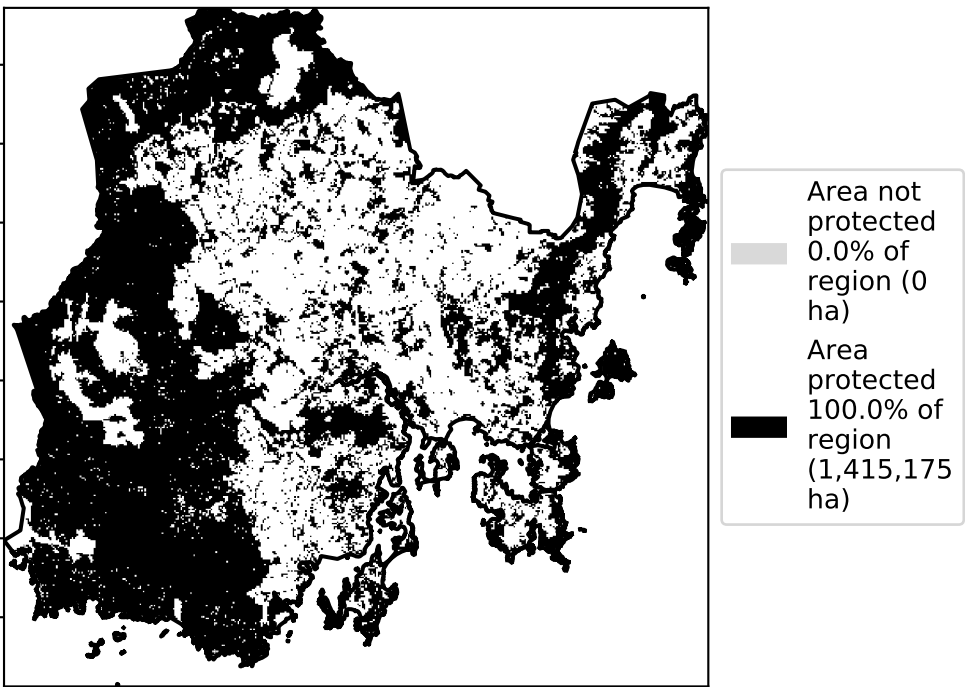 Area not
protected
0.0% of
region (0
ha)
Area
protected
100.0% of
region
(1,415,175
ha)